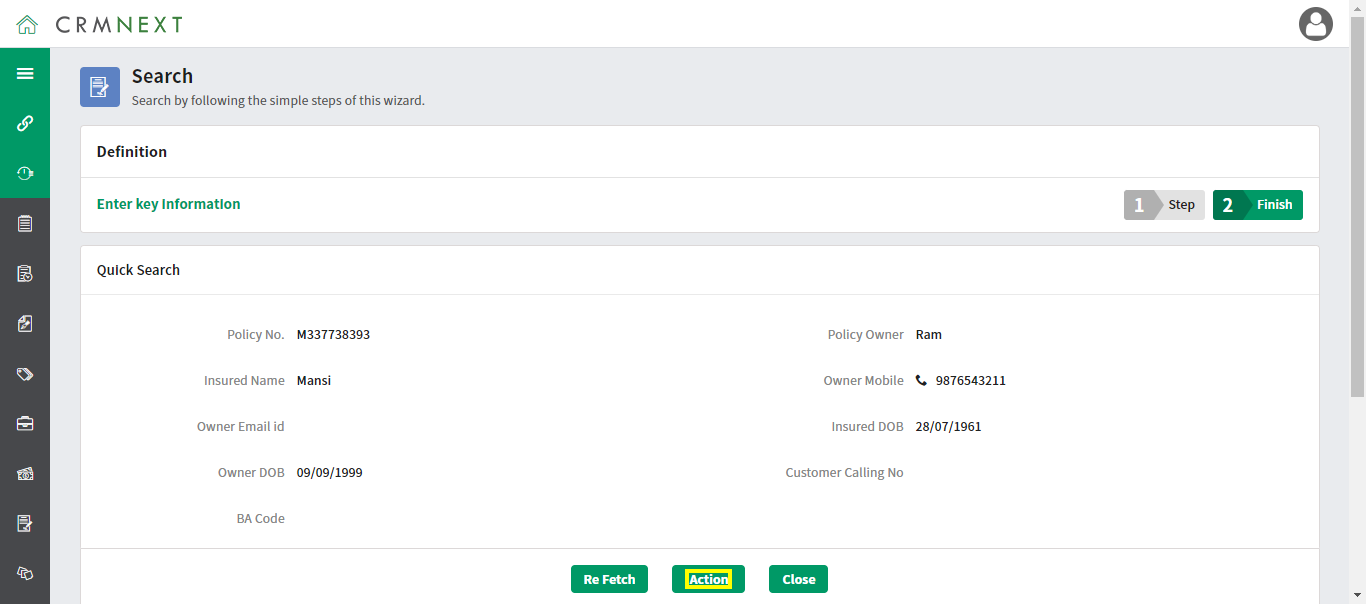 CRMNEXT
Search
Search by following the simple steps of this wizard.
Definition
Enter key Information
1 Step 2 Finish
Quick Search
Policy No. M337738393 Policy Owner Ram
Insured Name Mansi Owner Mobile 9876543211
Owner Email id Insured DOB 28/07/1961
Owner DOB 09/09/1999 Customer Calling No
BA Code
Re Fetch Action Close